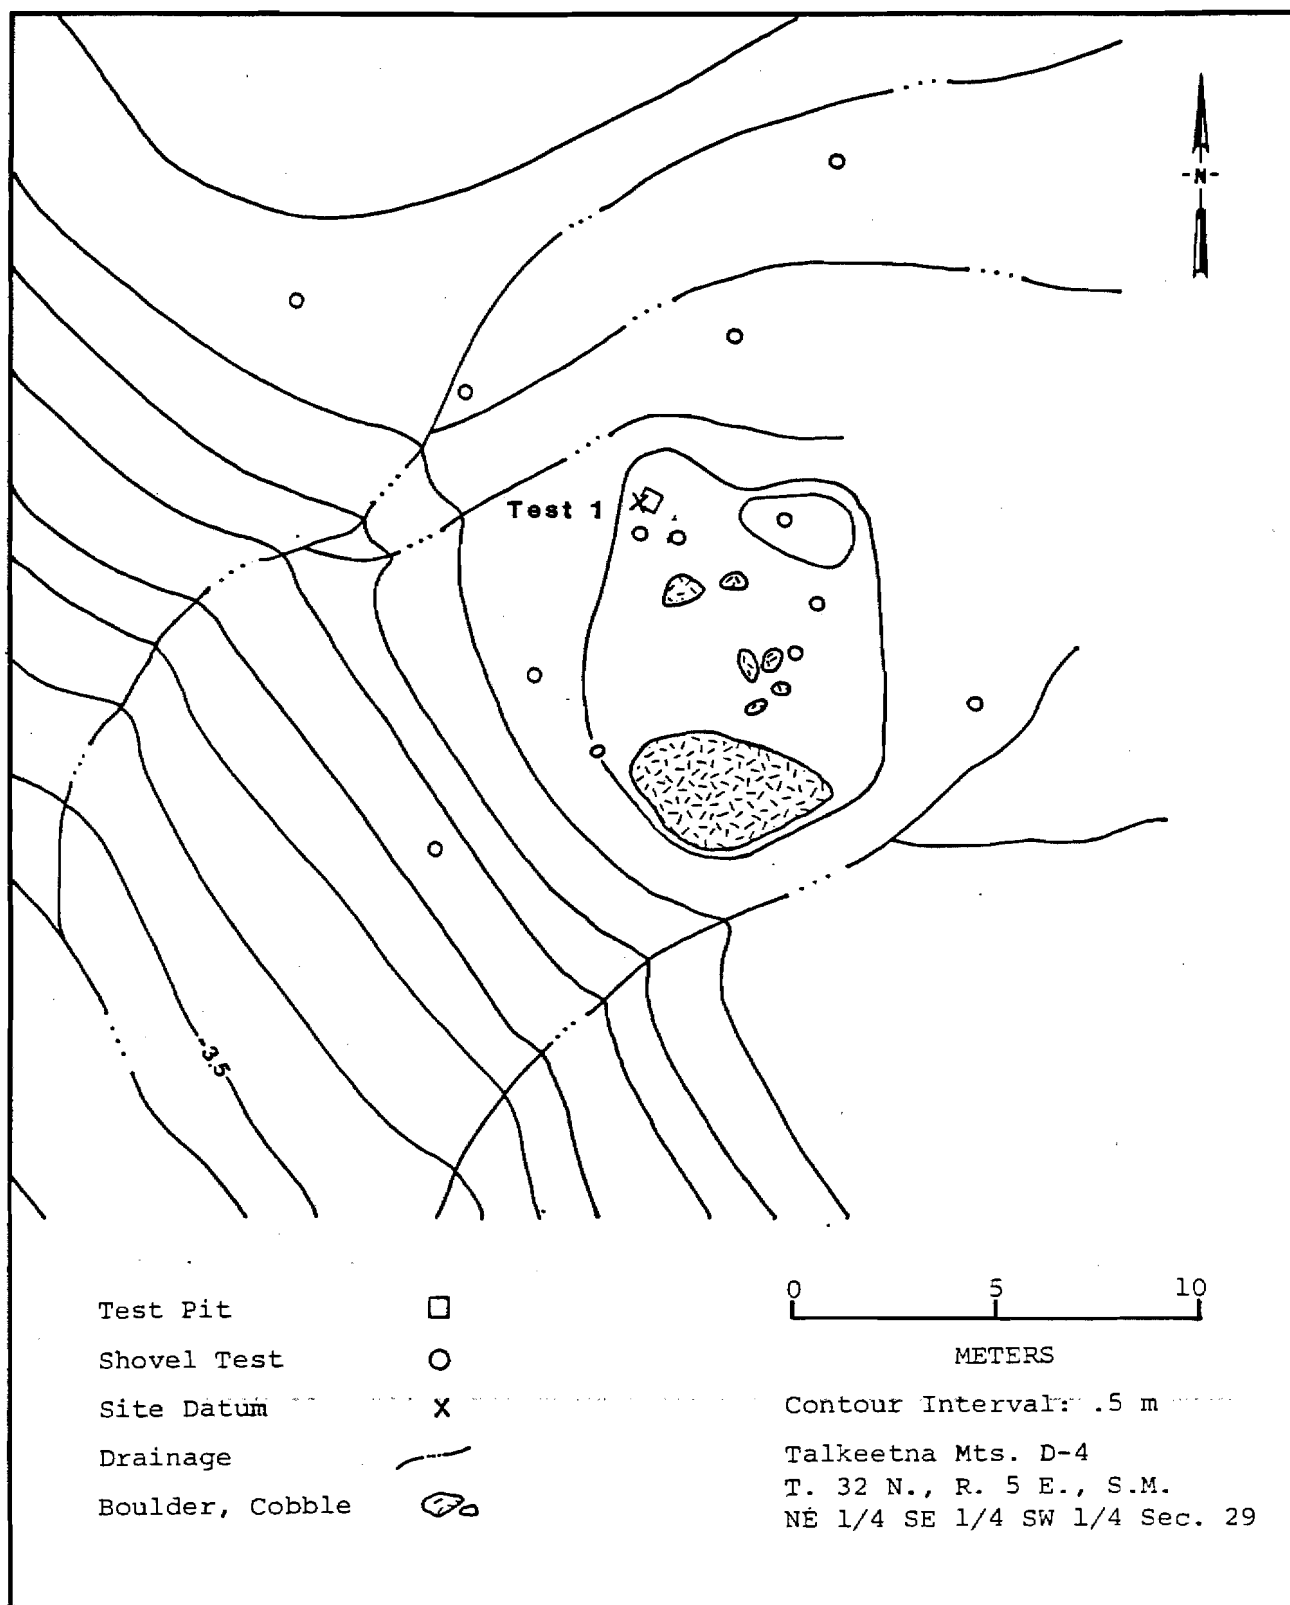 -N-
Test 1
-3.5
Test Pit
Shovel Test
Site Datum X
Drainage
Boulder, Cobble
0 5 10
METERS
Contour Interval: .5 m
Talkeetna Mts. D-4
T. 32 N., R. 5 E., S.M.
NE 1/4 SE 1/4 SW 1/4 Sec. 29